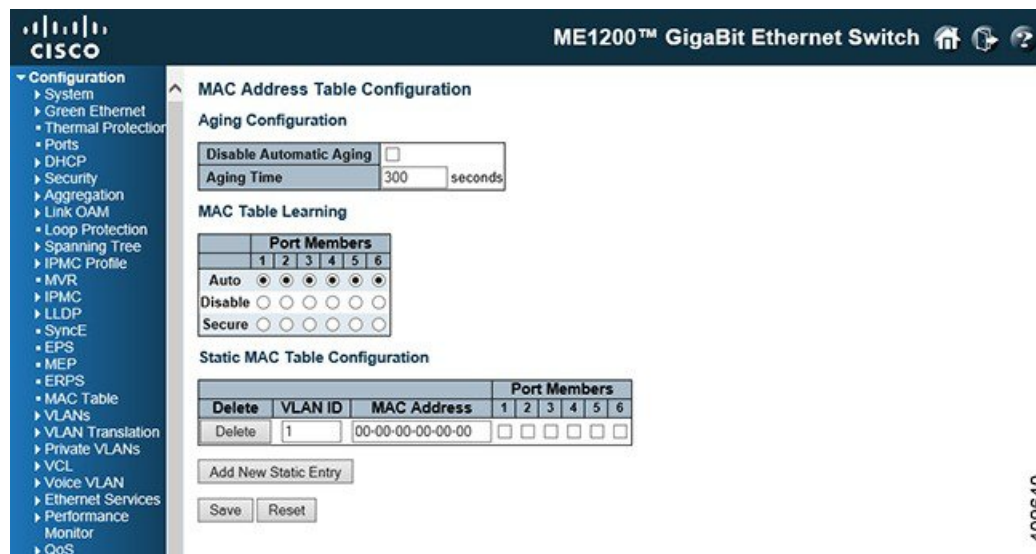 CISCO
ME1200™ GigaBit Ethernet Switch
Configuration
System
Green Ethernet
Thermal Protection
Ports
DHCP
Security
Aggregation
Link OAM
Loop Protection
Spanning Tree
IPMC Profile
MVR
IPMC
LLDP
SyncE
EPS
MEP
ERPS
MAC Table
VLANs
VLAN Translation
Private VLANs
VCL
Voice VLAN
Ethernet Services
Performance
Monitor
QoS
MAC Address Table Configuration
Aging Configuration
Disable Automatic Aging
Aging Time 300 seconds
MAC Table Learning
Port Members
1 2 3 4 5 6
Auto
Disable
Secure
Static MAC Table Configuration
Port Members
Delete VLAN ID MAC Address 1 2 3 4 5 6
Delete 1 00-00-00-00-00-00
Add New Static Entry
Save Reset